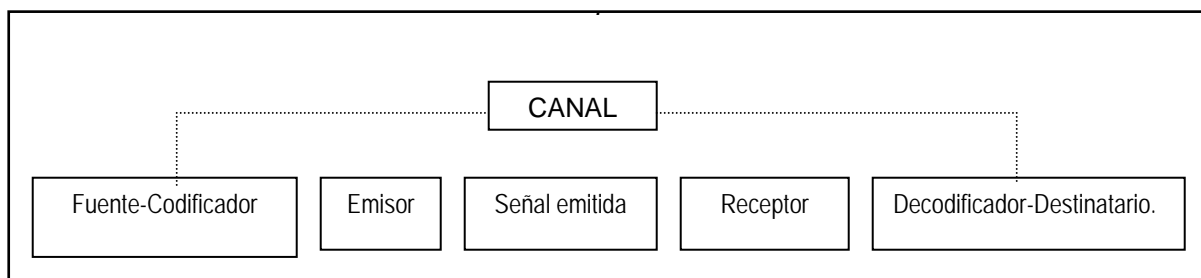 CANAL
Fuente-Codificador Emisor Señal emitida Receptor Decodificador-Destinatario.